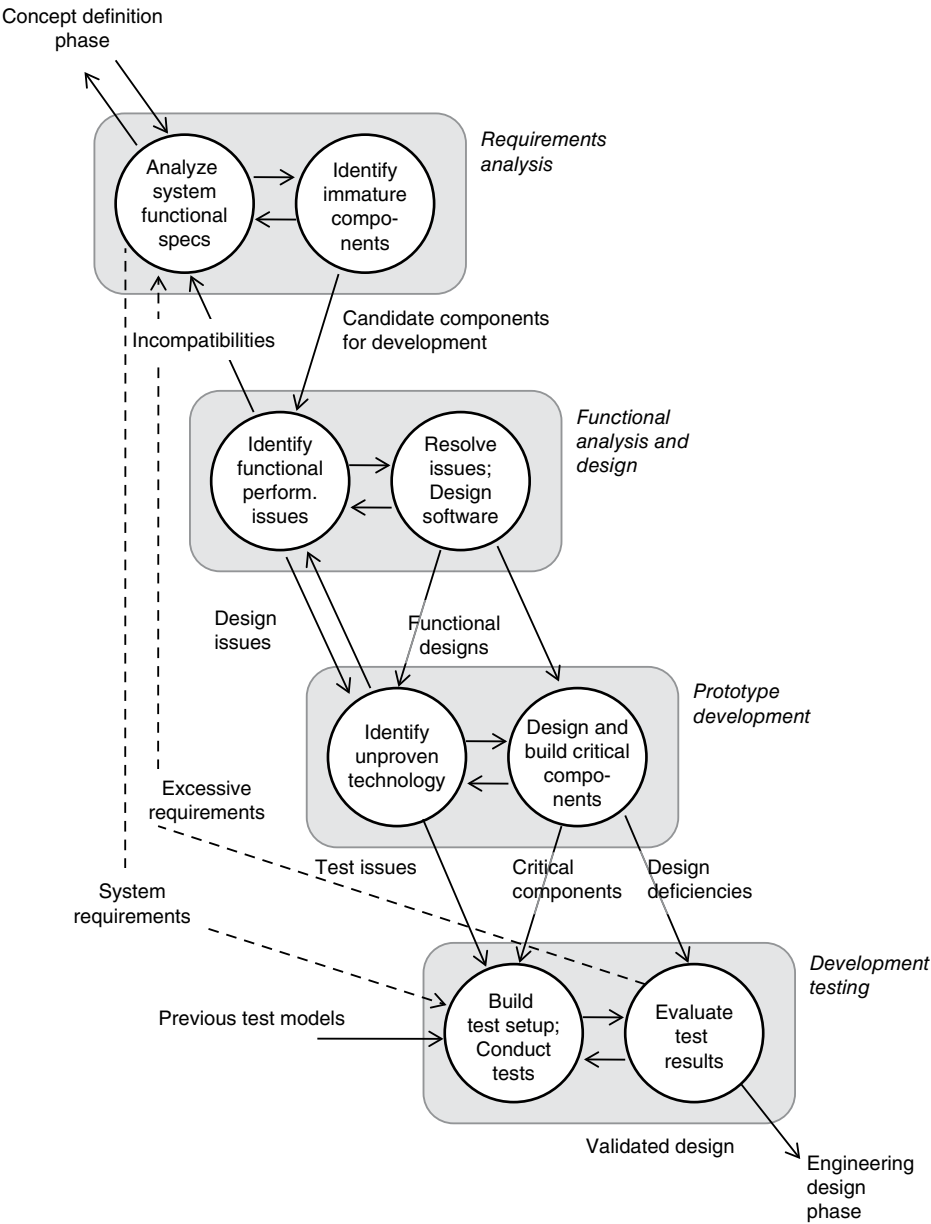 Concept definition
phase
Requirements
analysis
Analyze
system
functional
specs
Identify
immature
compo-
nents
Incompatibilities
Candidate components
for development
Functional
analysis and
design
Identify
functional
perform.
issues
Resolve
issues;
Design
software
Design
issues
Functional
designs
Prototype
development
Identify
unproven
technology
Design and
build critical
compo-
nents
Excessive
requirements
Test issues
Critical
components
Design
deficiencies
System
requirements
Development
testing
Previous test models
Build
test setup;
Conduct
tests
Evaluate
test
results
Validated design
Engineering
design
phase